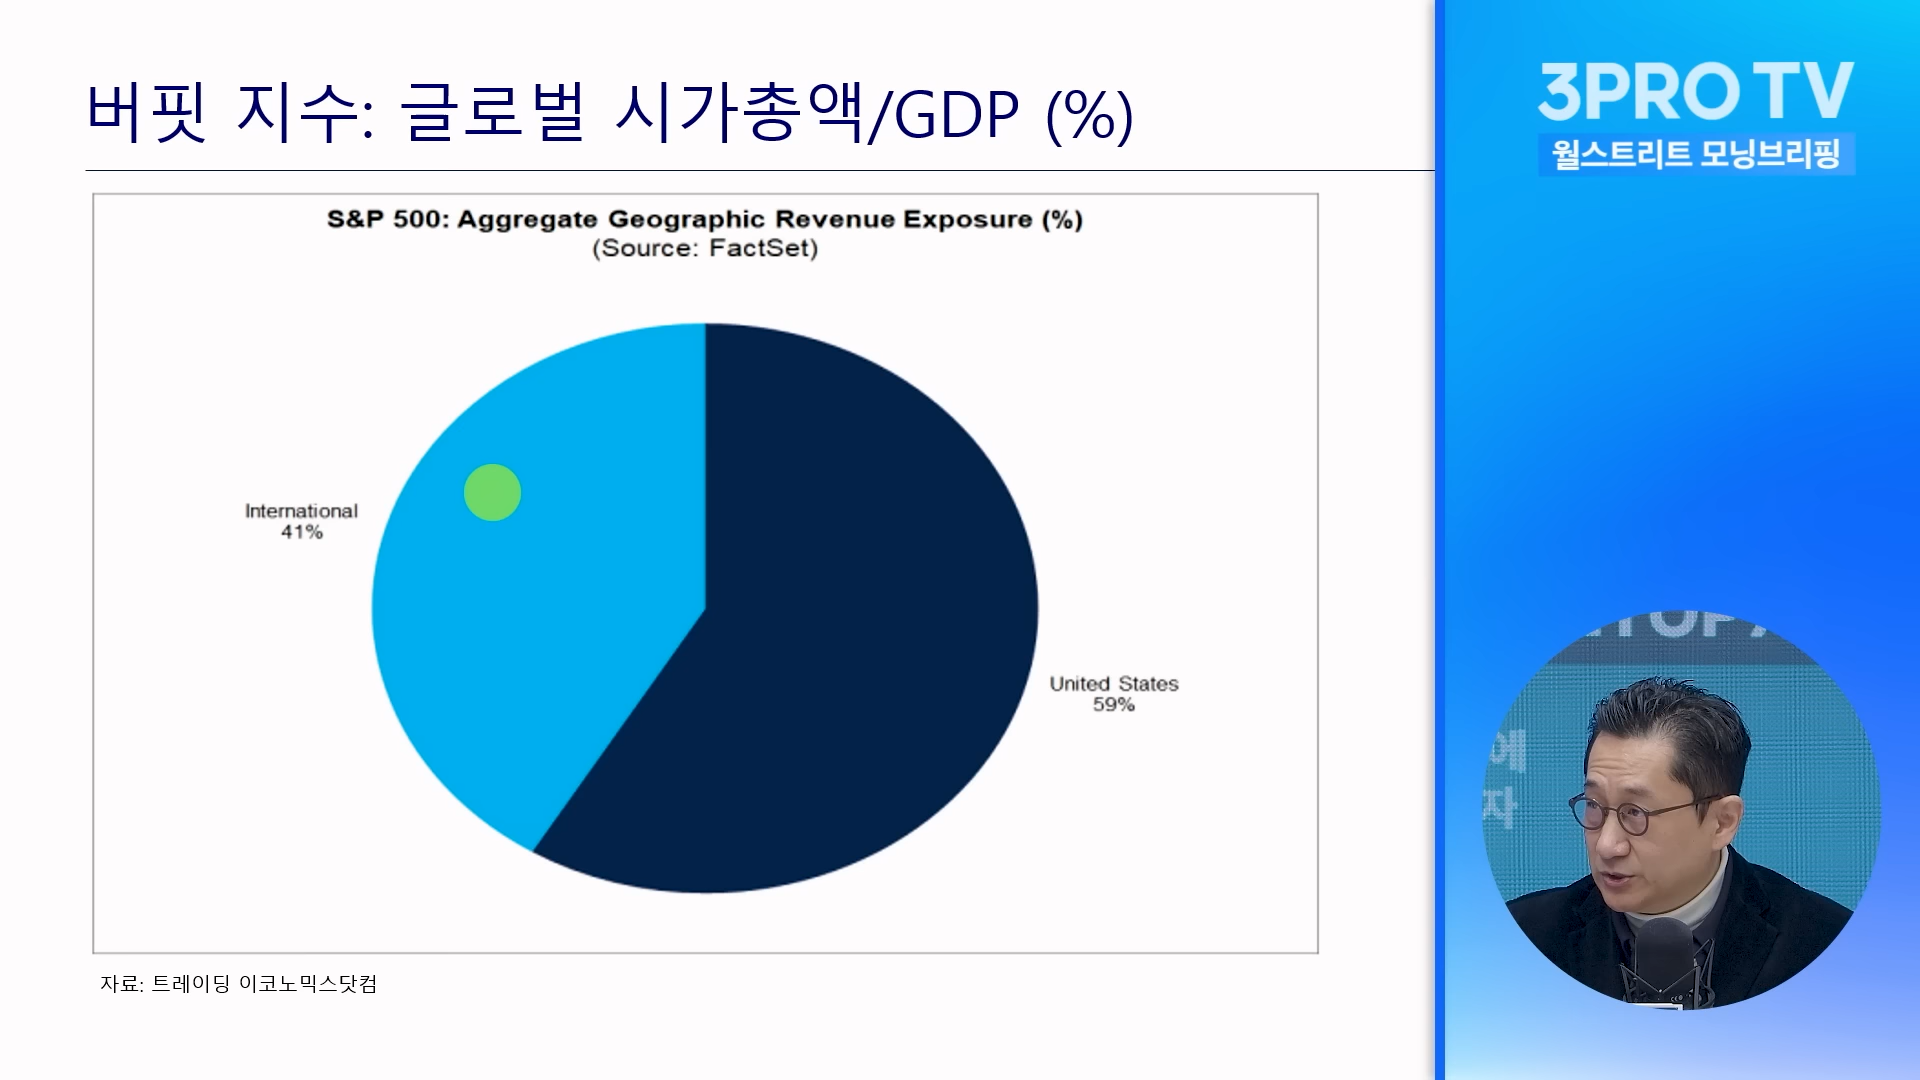 버핏 지수: 글로벌 시가총액/GDP (%)
3PRO TV
월스트리트 모닝브리핑
S&P 500: Aggregate Geographic Revenue Exposure (%)
(Source: FactSet)
International
41%
United States
59%
자료: 트레이딩 이코노믹스닷컴
에
자